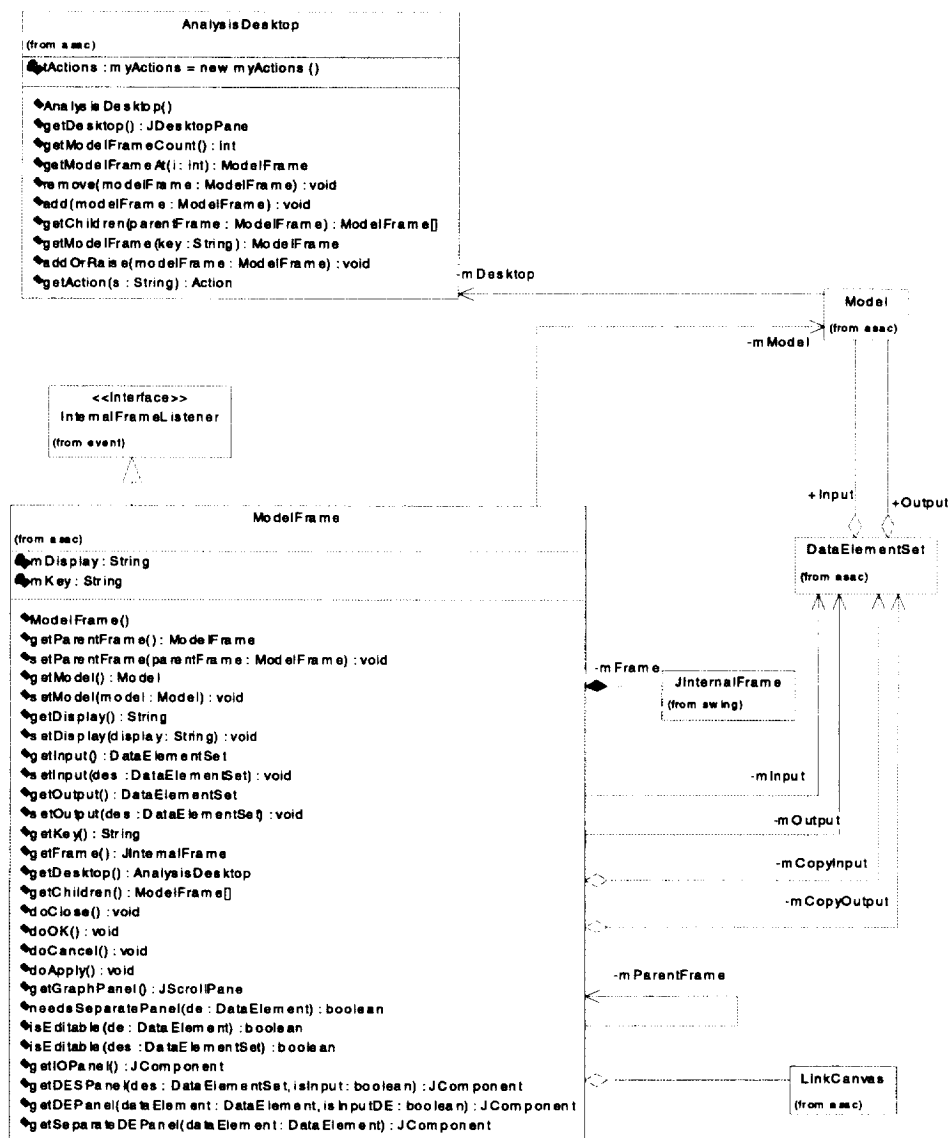 AnalysisDesktop
(from asac)
tActions : myActions = new myActions ()
AnalysisDesktop()
getDesktop() : JDesktopPane
getModelFrameCount() : int
getModelFrameAt(i : int) : ModelFrame
remove(modelFrame : ModelFrame) : void
add(modelFrame : ModelFrame) : void
getChildren(parentFrame : ModelFrame) : ModelFrame[]
getModelFrame(key : String) : ModelFrame
addOrRaise(modelFrame : ModelFrame) : void
getAction(s : String) : Action
-mDesktop
Model
(from asac)
-mModel
<<Interface>>
InternalFrameListener
(from event)
+Input
+Output
ModelFrame
(from asac)
mDisplay : String
mKey : String
DataElementSet
(from asac)
ModelFrame()
getParentFrame() : ModelFrame
setParentFrame(parentFrame : ModelFrame) : void
getModel() : Model
setModel(model : Model) : void
getDisplay() : String
setDisplay(display : String) : void
getInput() : DataElementSet
setInput(des : DataElementSet) : void
getOutput() : DataElementSet
setOutput(des : DataElementSet) : void
getKey() : String
getFrame() : JInternalFrame
getDesktop() : AnalysisDesktop
getChildren() : ModelFrame[]
doClose() : void
doOK() : void
doCancel() : void
doApply() : void
getGraphPanel() : JScrollPane
needsSeparatePanel(de : DataElement) : boolean
isEditable(de : DataElement) : boolean
isEditable(des : DataElementSet) : boolean
getIOPanel() : JComponent
getDESPanel(des : DataElementSet, isInput : boolean) : JComponent
getDEPanel(dataElement : DataElement, isInputDE : boolean) : JComponent
getSeparateDEPanel(dataElement : DataElement) : JComponent
-mFrame
JInternalFrame
(from swing)
-mInput
-mOutput
-mCopyInput
-mCopyOutput
-mParentFrame
LinkCanvas
(from asac)